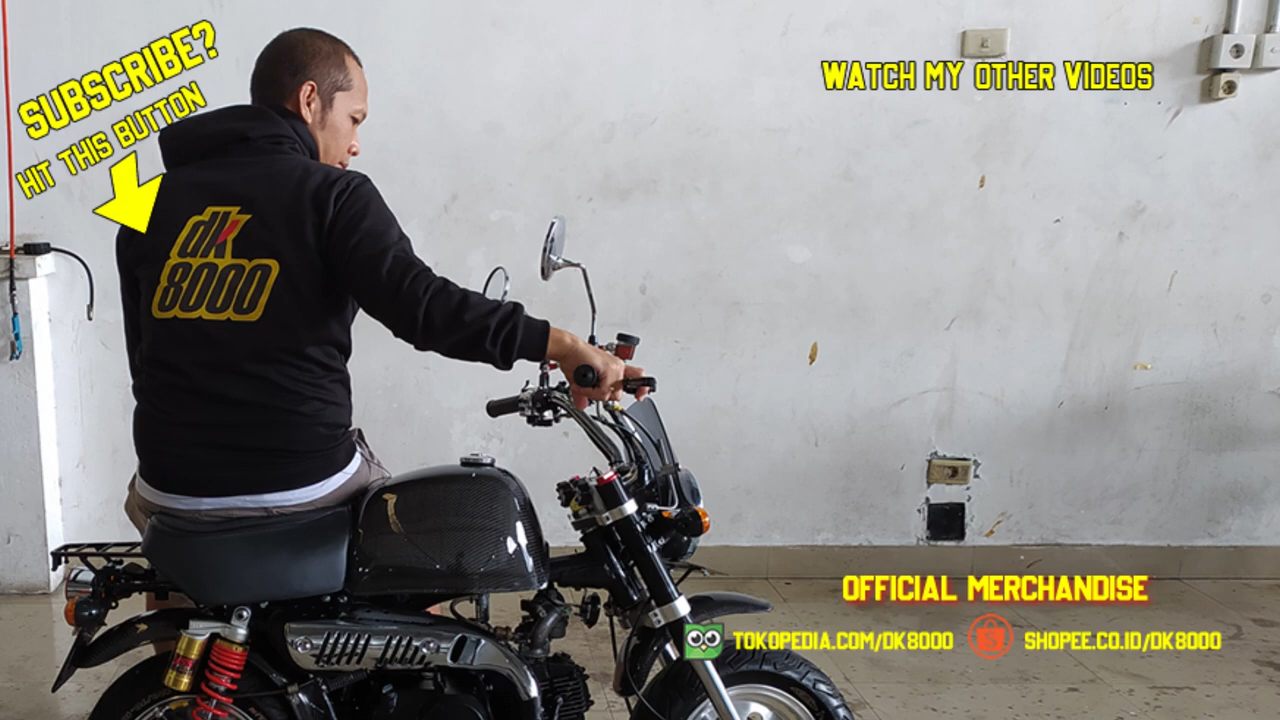 SUBSCRIBE?
HIT THIS BUTTON
WATCH MY OTHER VIDEOS
dk
8000
OFFICIAL MERCHANDISE
TOKOPEDIA.COM/DK8000
SHOPEE.CO.ID/DK8000